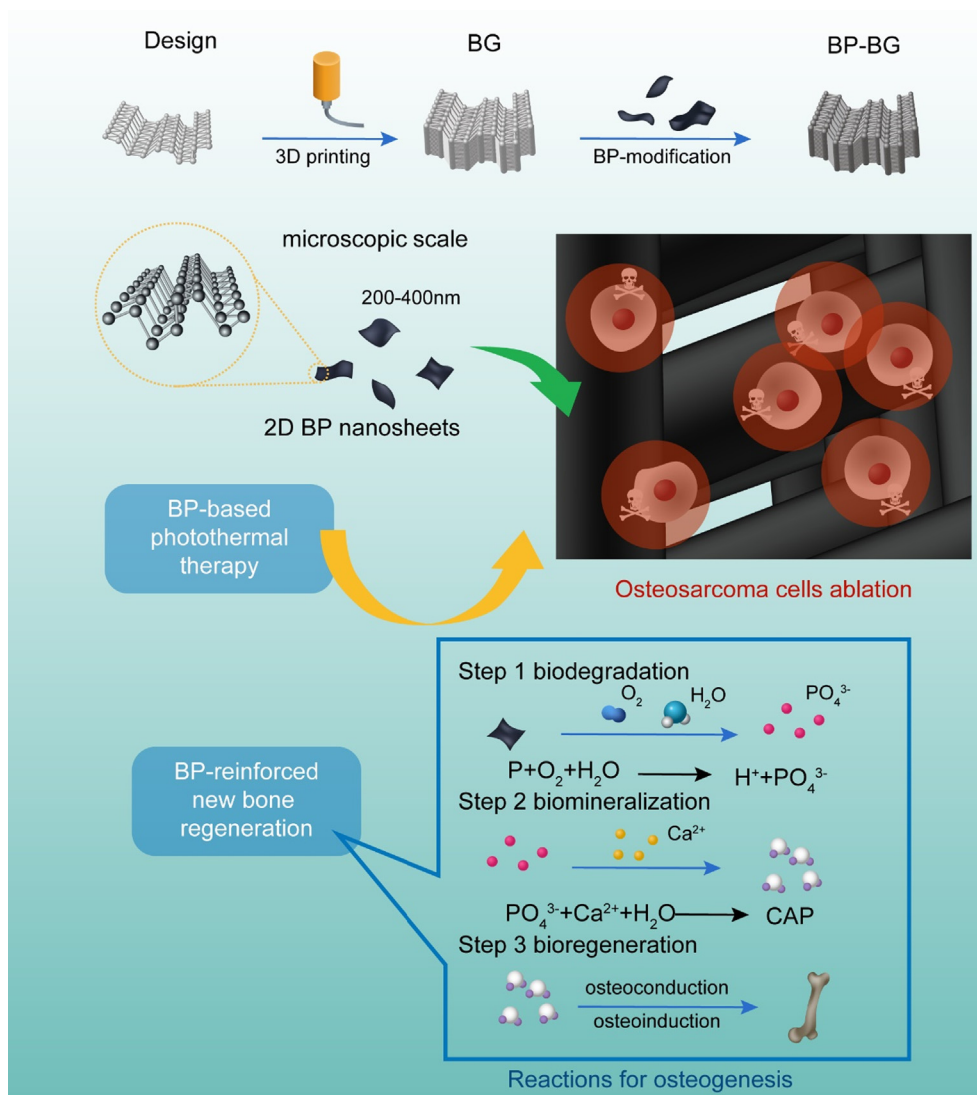 Design
BG
BP-BG
3D printing
BP-modification
microscopic scale
200-400nm
2D BP nanosheets
BP-based
photothermal
therapy
Osteosarcoma cells ablation
Step 1 biodegradation
O₂
H₂O
PO₄³⁻
P+O₂+H₂O
H⁺+PO₄³⁻
Step 2 biomineralization
Ca²⁺
PO₄³⁻+Ca²⁺+H₂O
CAP
Step 3 bioregeneration
osteoconduction
osteoinduction
BP-reinforced
new bone
regeneration
Reactions for osteogenesis